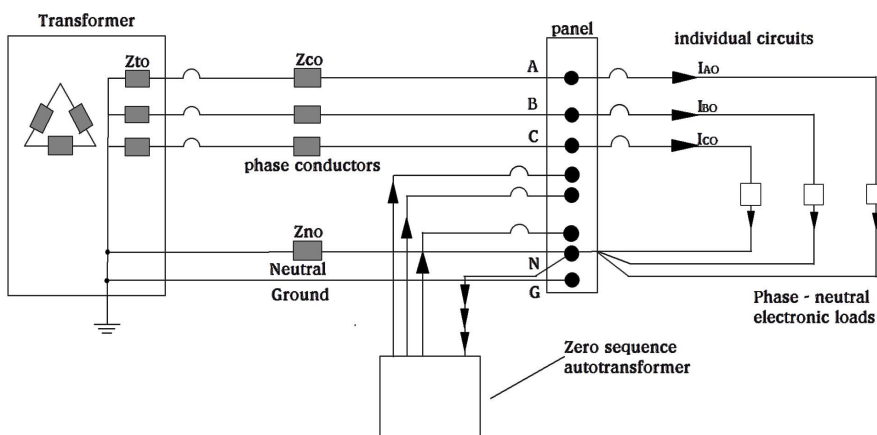 Transformer
panel
individual circuits
Zto
Zco
A
IAO
B
IBO
C
ICO
phase conductors
Zno
N
Neutral
Ground
G
Phase - neutral
electronic loads
Zero sequence
autotransformer